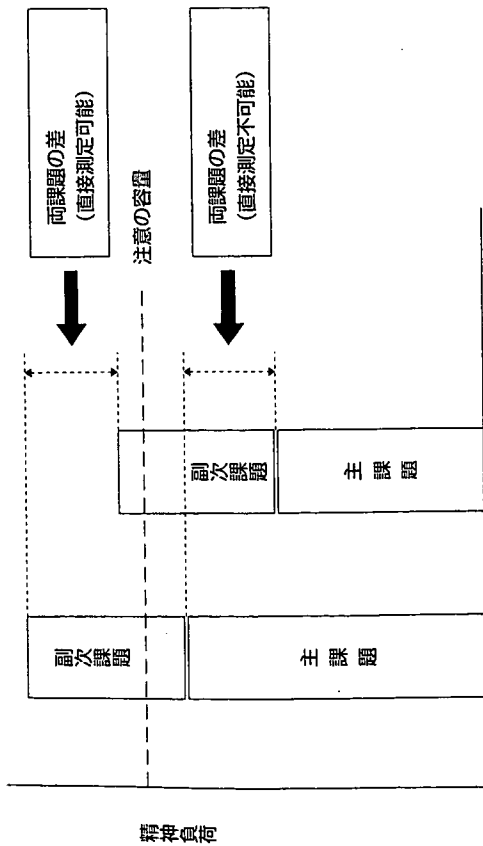 精神負荷
副次課題
主課題
副次課題
主課題
両課題の差
(直接測定可能)
注意の容量
両課題の差
(直接測定不可能)